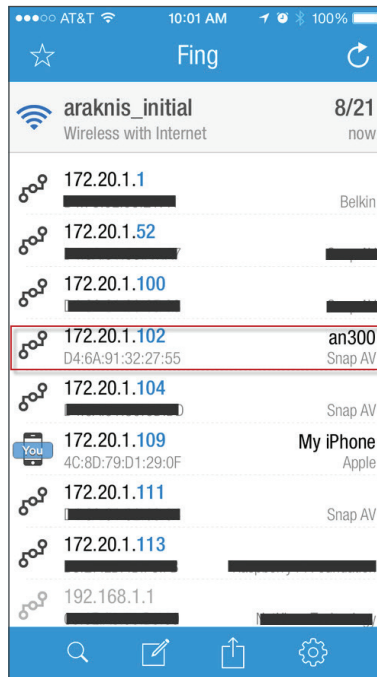 AT&T 10:01 AM 100%
Fing
araknis_initial 8/21
Wireless with Internet now
172.20.1.1
Belkin
172.20.1.52
172.20.1.100
172.20.1.102 an300
D4:6A:91:32:27:55 Snap AV
172.20.1.104
Snap AV
You 172.20.1.109 My iPhone
4C:8D:79:D1:29:0F Apple
172.20.1.111
Snap AV
172.20.1.113
192.168.1.1